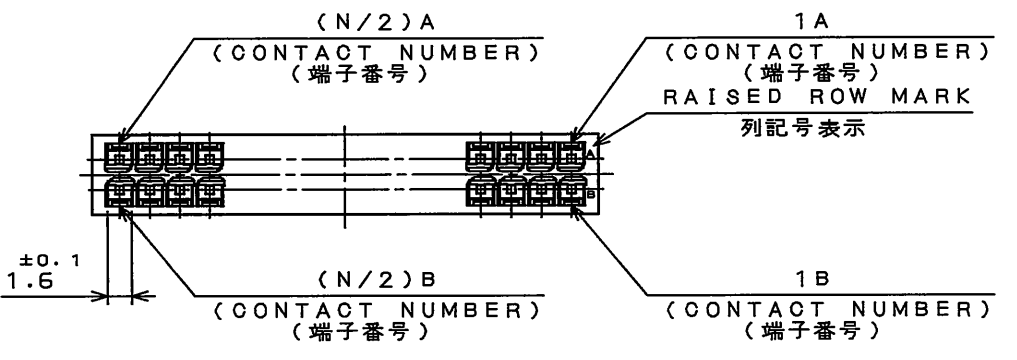 (N/2)A
(CONTACT NUMBER)
(端子番号)
1A
(CONTACT NUMBER)
(端子番号)
RAISED ROW MARK
列記号表示
A
B
±0.1
1.6
(N/2)B
(CONTACT NUMBER)
(端子番号)
1B
(CONTACT NUMBER)
(端子番号)